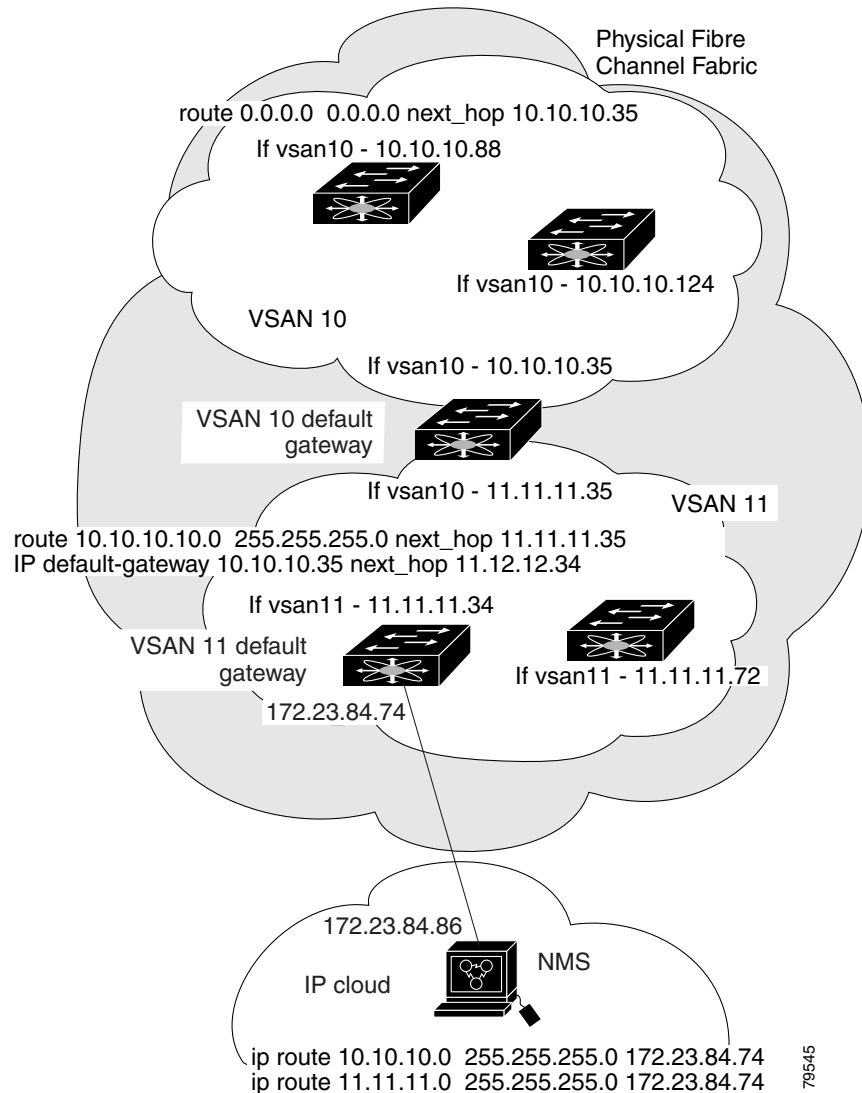 Physical Fibre
Channel Fabric
route 0.0.0.0  0.0.0.0 next_hop 10.10.10.35
If vsan10 - 10.10.10.88
If vsan10 - 10.10.10.124
VSAN 10
If vsan10 - 10.10.10.35
VSAN 10 default
gateway
If vsan10 - 11.11.11.35
VSAN 11
route 10.10.10.10.0  255.255.255.0 next_hop 11.11.11.35
IP default-gateway 10.10.10.35 next_hop 11.12.12.34
If vsan11 - 11.11.11.34
VSAN 11 default
gateway
If vsan11 - 11.11.11.72
172.23.84.74
172.23.84.86
NMS
IP cloud
ip route 10.10.10.0  255.255.255.0 172.23.84.74
ip route 11.11.11.0  255.255.255.0 172.23.84.74
79545